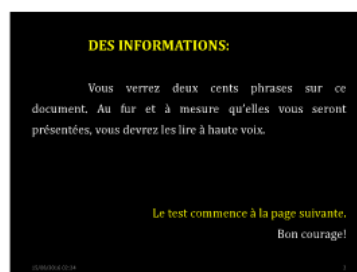 DES INFORMATIONS:
Vous verrez deux cents phrases sur ce
document. Au fur et à mesure qu'elles vous seront
présentées, vous devrez les lire à haute voix.
Le test commence à la page suivante.
Bon courage!